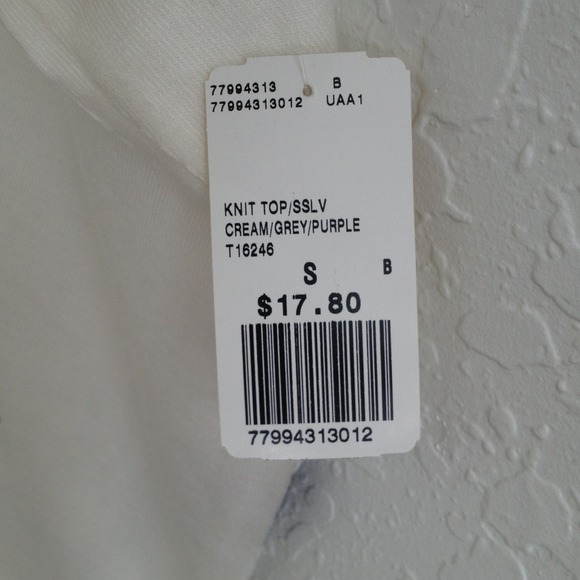 77994313 B
77994313012 UAA1
KNIT TOP/SSLV
CREAM/GREY/PURPLE
T16246
S B
$17.80
77994313012